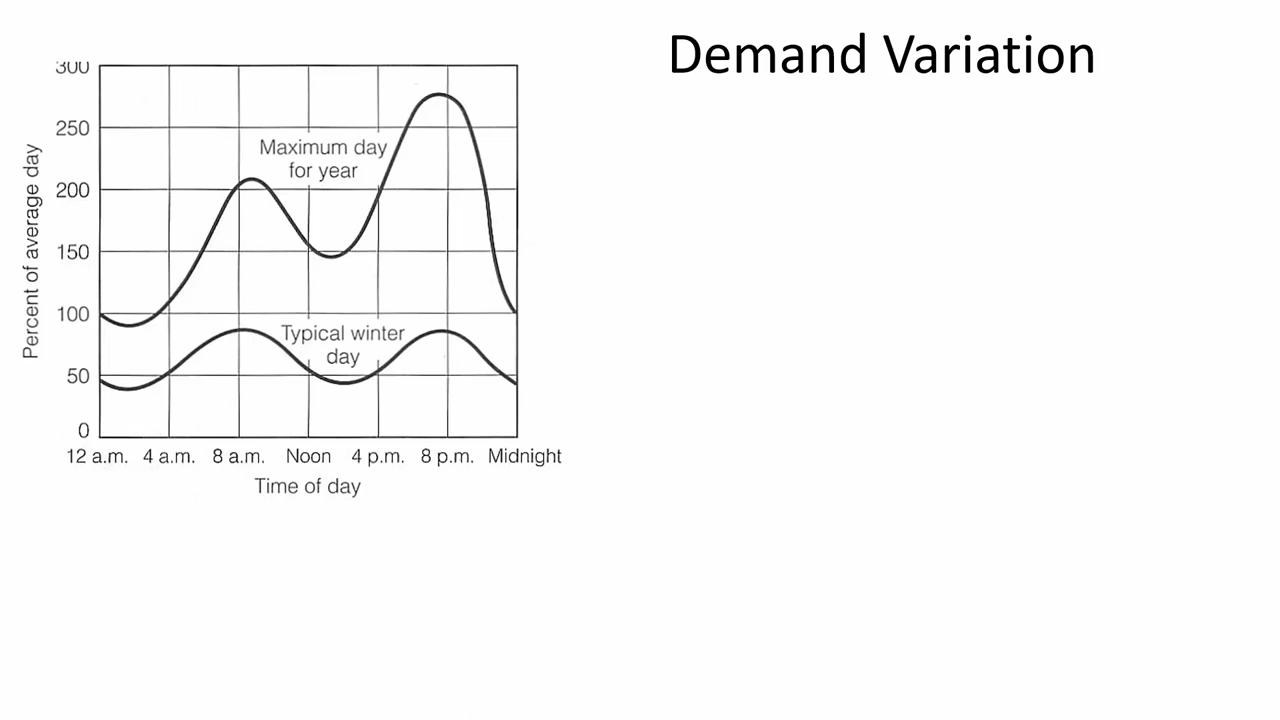 Demand Variation
300
250
200
150
100
50
0
Percent of average day
Maximum day
for year
Typical winter
day
12 a.m. 4 a.m. 8 a.m. Noon 4 p.m. 8 p.m. Midnight
Time of day